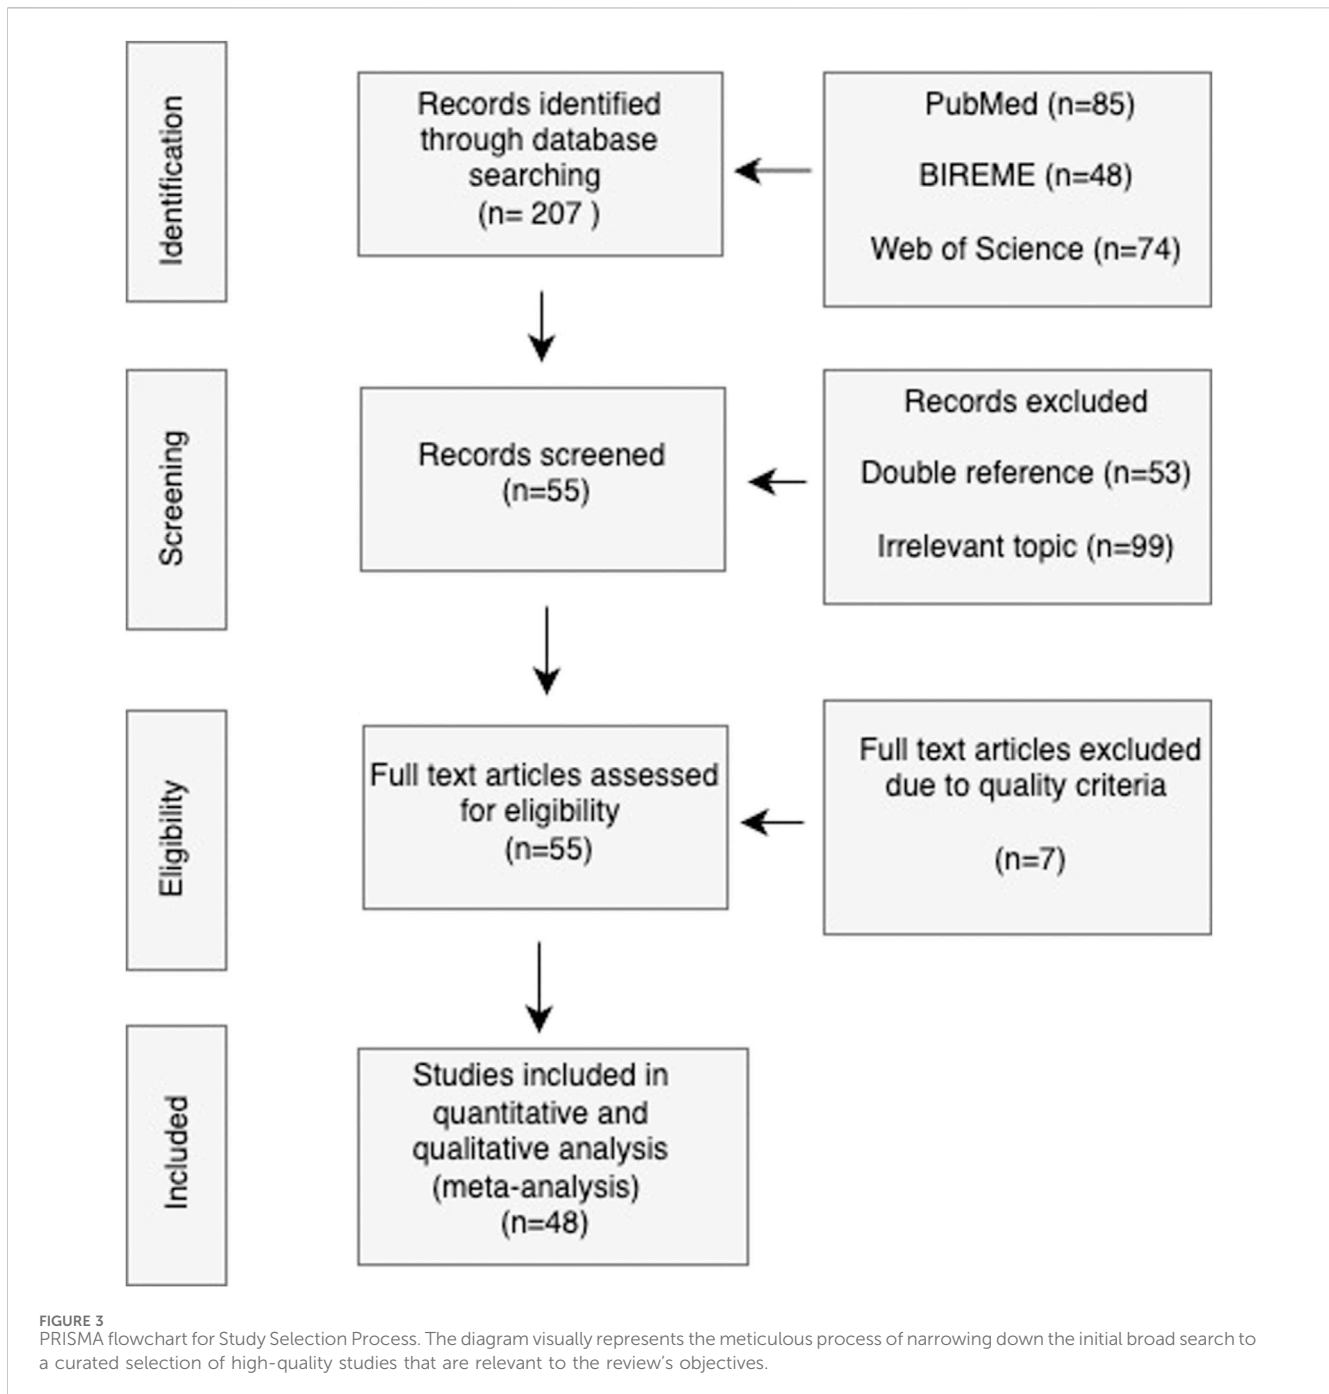 Identification
Records identified
through database
searching
(n= 207 )
PubMed (n=85)
BIREME (n=48)
Web of Science (n=74)
Screening
Records screened
(n=55)
Records excluded
Double reference (n=53)
Irrelevant topic (n=99)
Eligibility
Full text articles assessed
for eligibility
(n=55)
Full text articles excluded
due to quality criteria
(n=7)
Included
Studies included in
quantitative and
qualitative analysis
(meta-analysis)
(n=48)
FIGURE 3
PRISMA flowchart for Study Selection Process. The diagram visually represents the meticulous process of narrowing down the initial broad search to
a curated selection of high-quality studies that are relevant to the review’s objectives.